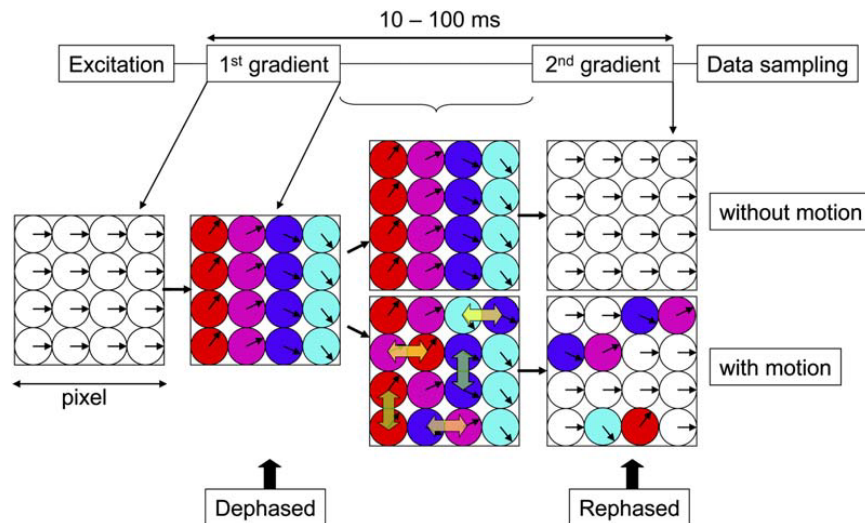 10 – 100 ms
Excitation
1st gradient
2nd gradient
Data sampling
without motion
with motion
pixel
Dephased
Rephased